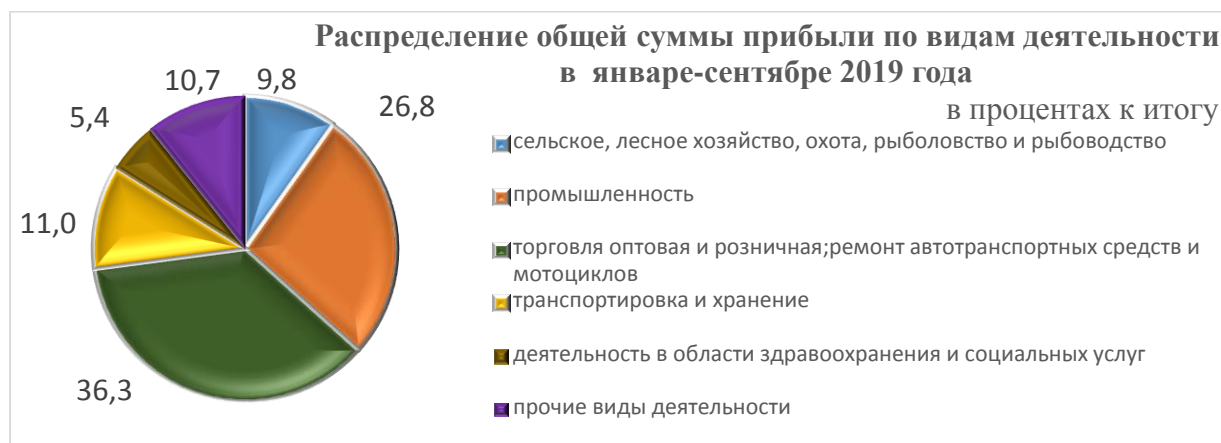 Распределение общей суммы прибыли по видам деятельности
в январе-сентябре 2019 года
в процентах к итогу
10,7
9,8
26,8
5,4
11,0
36,3
сельское, лесное хозяйство, охота, рыболовство и рыбоводство
промышленность
торговля оптовая и розничная;ремонт автотранспортных средств и
мотоциклов
транспортировка и хранение
деятельность в области здравоохранения и социальных услуг
прочие виды деятельности